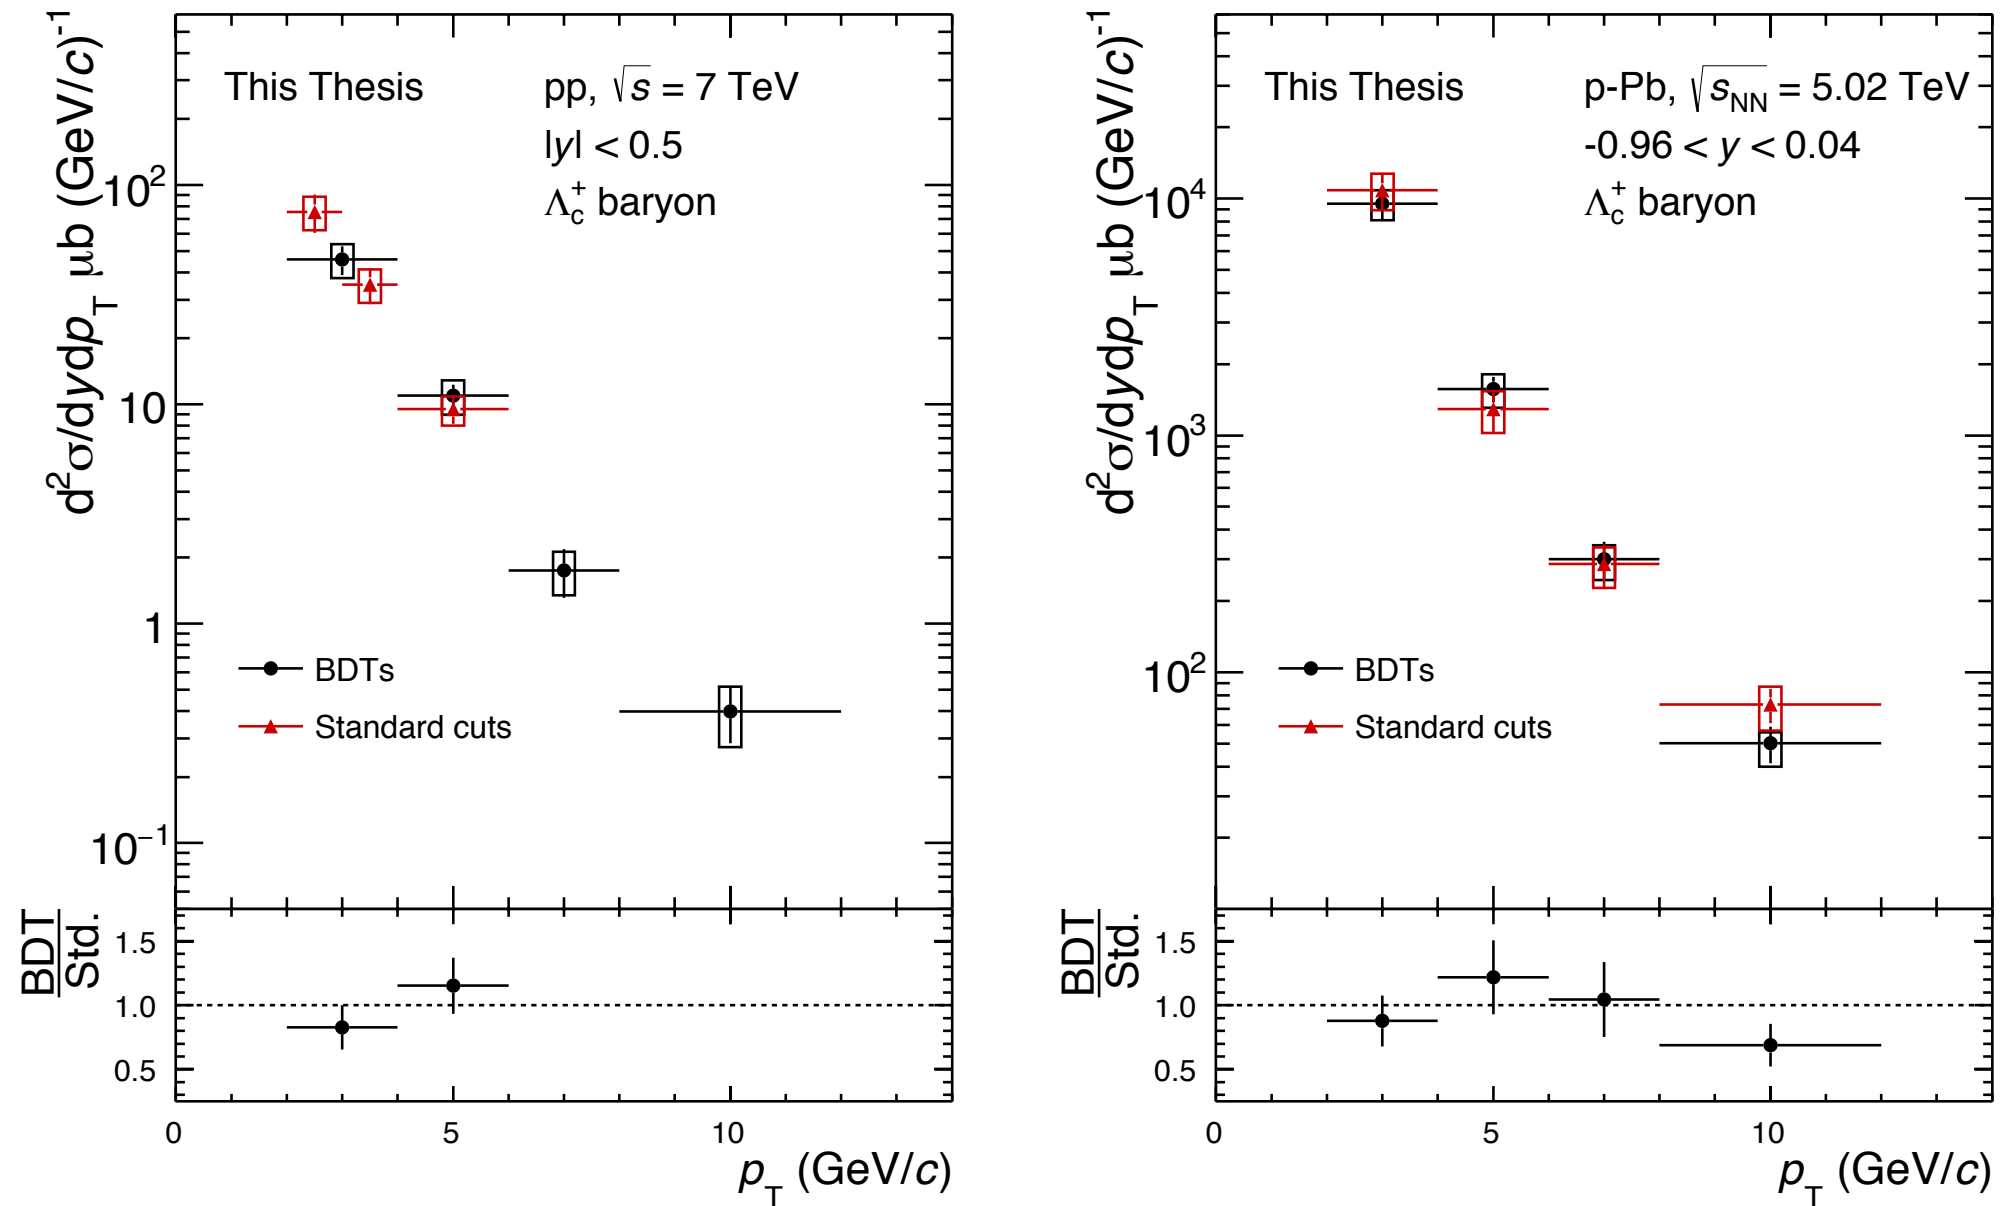 This Thesis
pp, √s = 7 TeV
|y| < 0.5
Λc+ baryon
d²σ/dydpT μb (GeV/c)⁻¹
10²
10
1
10⁻¹
BDTs
Standard cuts
BDT
Std.
1.5
1.0
0.5
0 5 10
pT (GeV/c)
This Thesis
p-Pb, √sNN = 5.02 TeV
-0.96 < y < 0.04
Λc+ baryon
d²σ/dydpT μb (GeV/c)⁻¹
10⁴
10³
10²
BDTs
Standard cuts
BDT
Std.
1.5
1.0
0.5
0 5 10
pT (GeV/c)